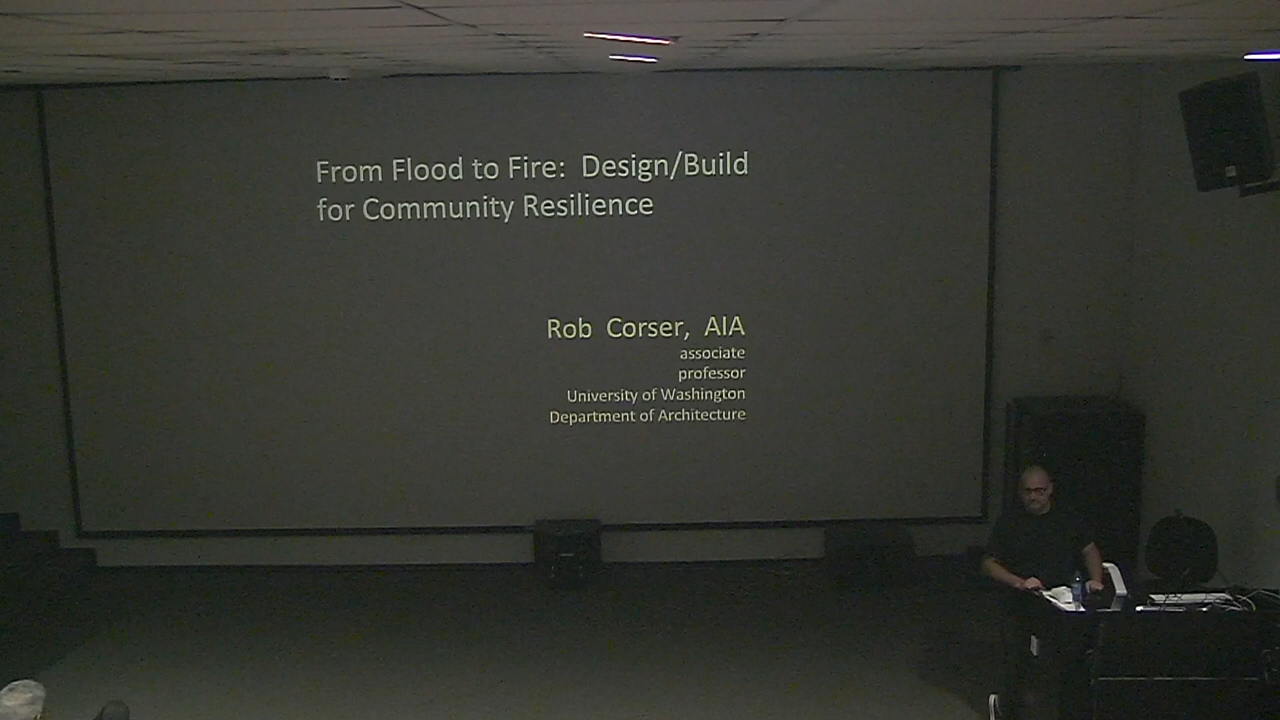 From Flood to Fire: Design/Build
for Community Resilience
Rob Corser, AIA
associate
professor
University of Washington
Department of Architecture